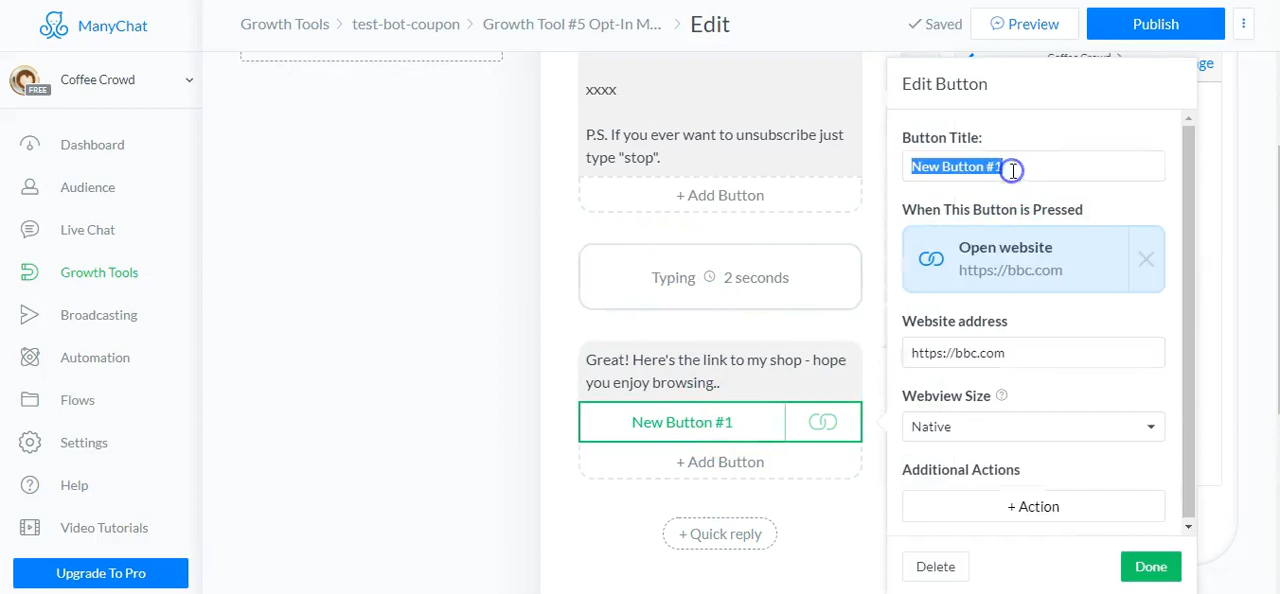 ManyChat
Growth Tools > test-bot-coupon > Growth Tool #5 Opt-In M... > Edit
Saved
Preview
Publish
Coffee Crowd
FREE
Dashboard
Audience
Live Chat
Growth Tools
Broadcasting
Automation
Flows
Settings
Help
Video Tutorials
Upgrade To Pro
xxxx
P.S. If you ever want to unsubscribe just
type "stop".
+ Add Button
Typing 2 seconds
Great! Here's the link to my shop - hope
you enjoy browsing..
New Button #1
+ Add Button
+ Quick reply
Coffee Crowd
ge
Edit Button
Button Title:
New Button #1
When This Button is Pressed
Open website
https://bbc.com
Website address
https://bbc.com
Webview Size ?
Native
Additional Actions
+ Action
Delete
Done